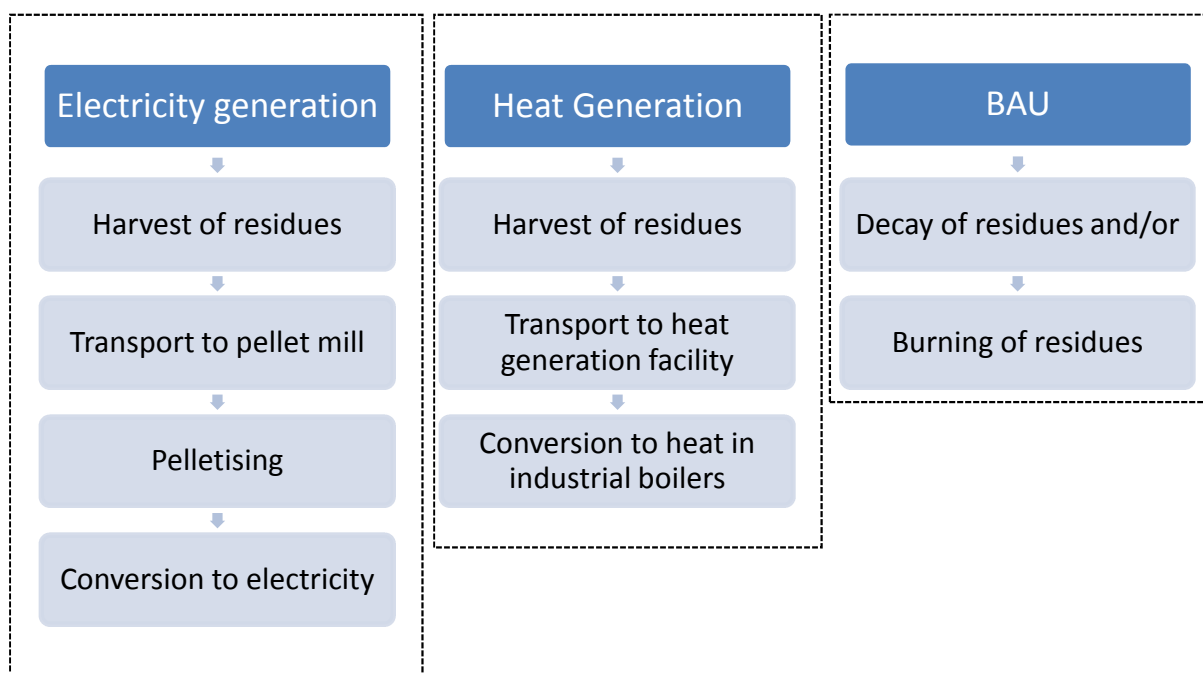 Electricity generation
Harvest of residues
Transport to pellet mill
Pelletising
Conversion to electricity
Heat Generation
Harvest of residues
Transport to heat
generation facility
Conversion to heat in
industrial boilers
BAU
Decay of residues and/or
Burning of residues